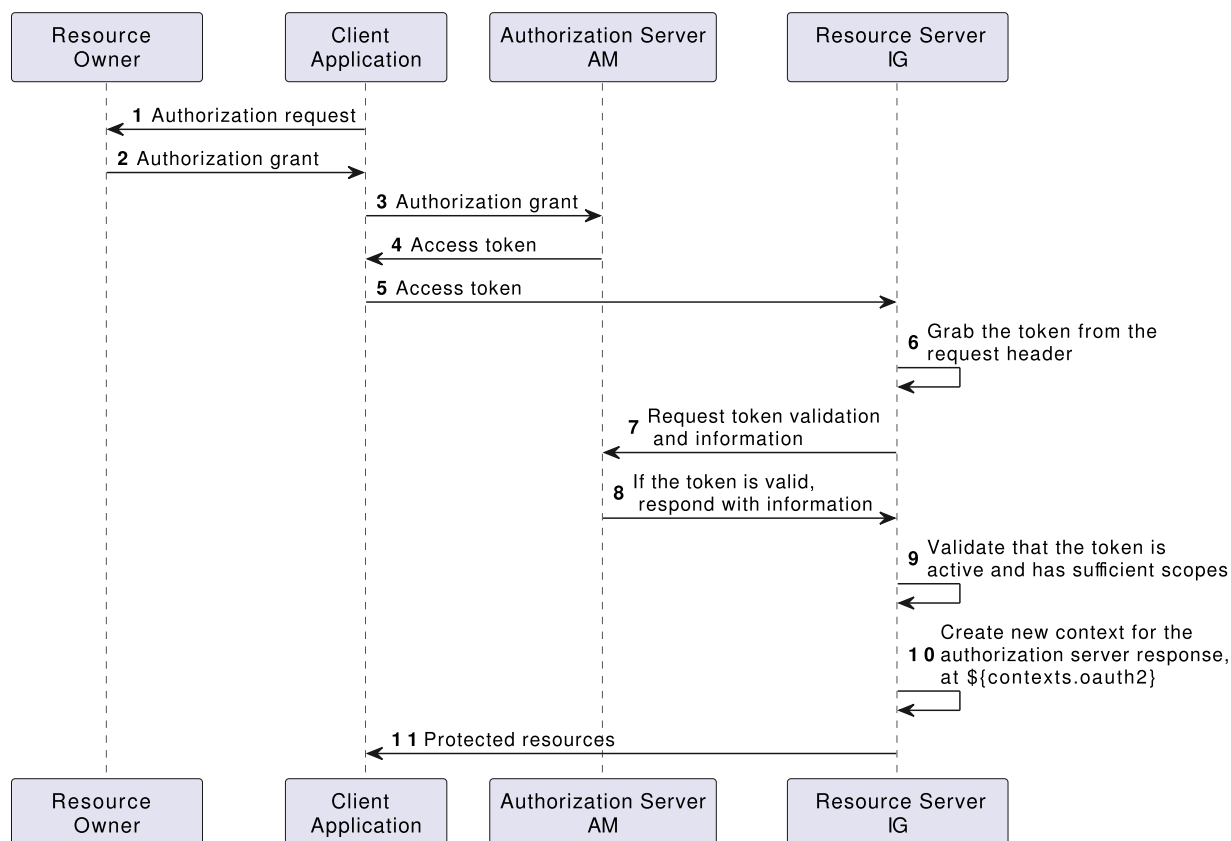 Resource
Owner
Client
Application
Authorization Server
AM
Resource Server
IG
1 Authorization request
2 Authorization grant
3 Authorization grant
4 Access token
5 Access token
6 Grab the token from the
request header
7 Request token validation
and information
8 If the token is valid,
respond with information
9 Validate that the token is
active and has sufficient scopes
10 Create new context for the
authorization server response,
at ${contexts.oauth2}
11 Protected resources
Resource
Owner
Client
Application
Authorization Server
AM
Resource Server
IG